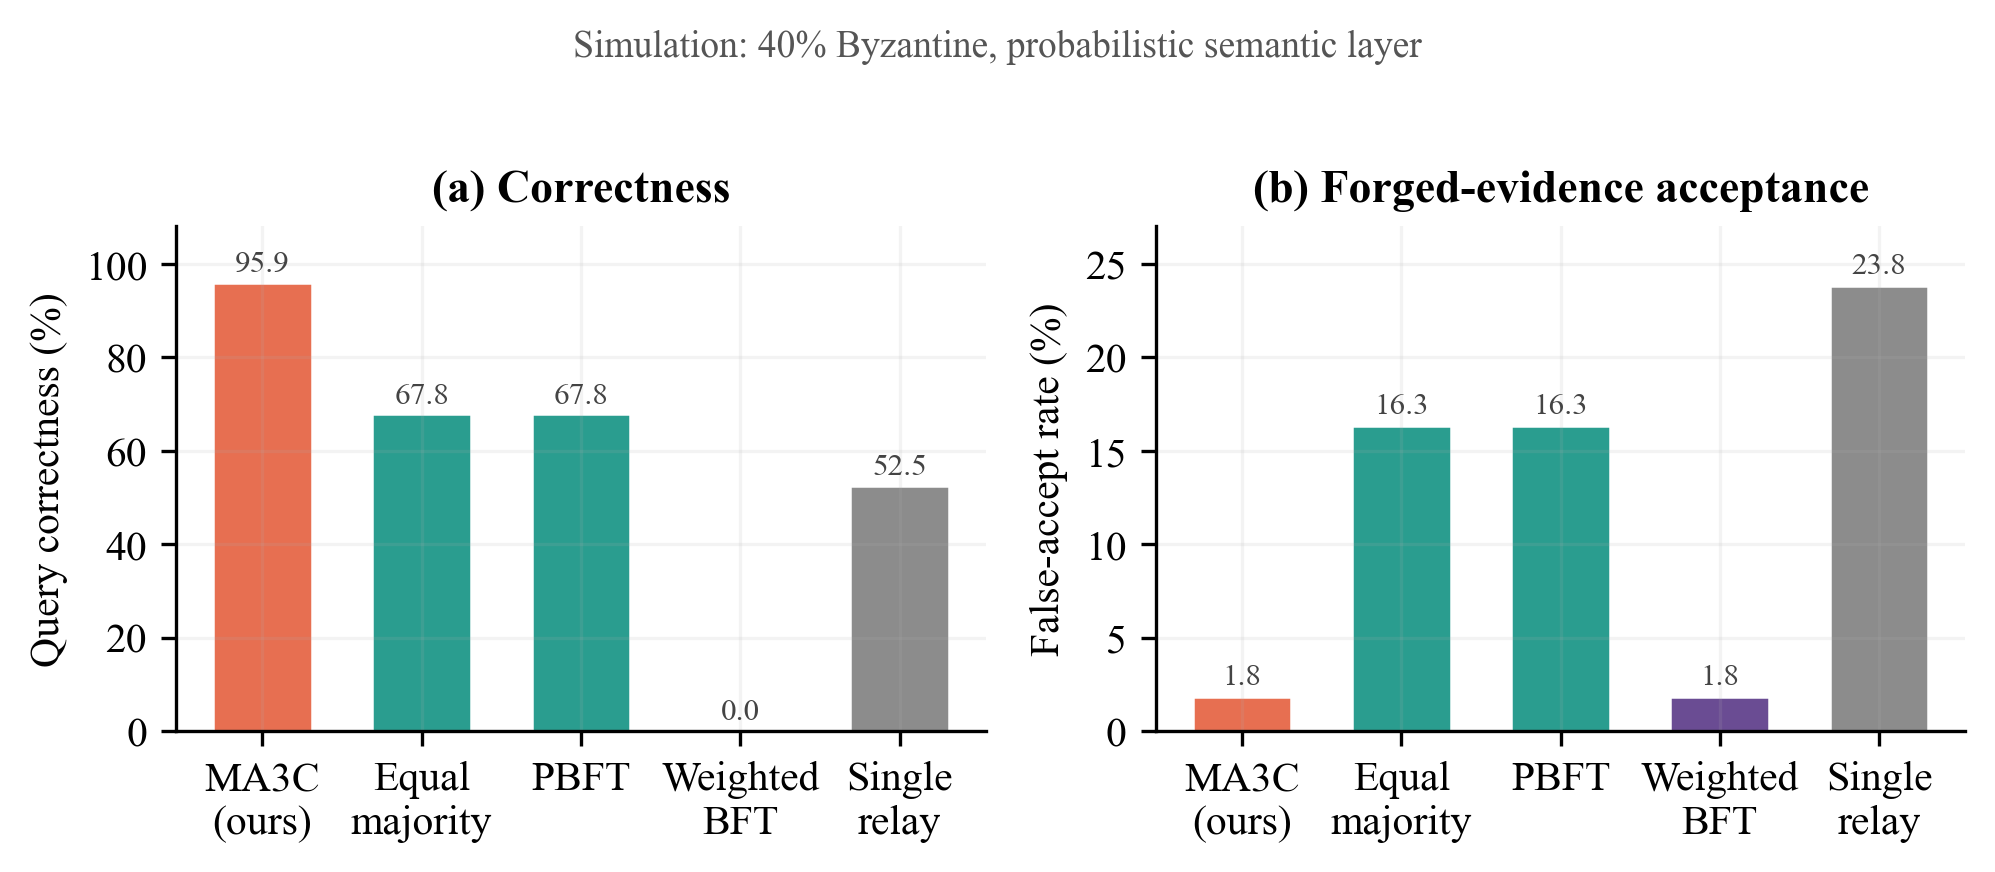 Simulation: 40% Byzantine, probabilistic semantic layer
(a) Correctness
Query correctness (%)
100
80
60
40
20
0
95.9
67.8
67.8
0.0
52.5
MA3C
(ours)
Equal
majority
PBFT
Weighted
BFT
Single
relay
(b) Forged-evidence acceptance
False-accept rate (%)
25
20
15
10
5
0
1.8
16.3
16.3
1.8
23.8
MA3C
(ours)
Equal
majority
PBFT
Weighted
BFT
Single
relay